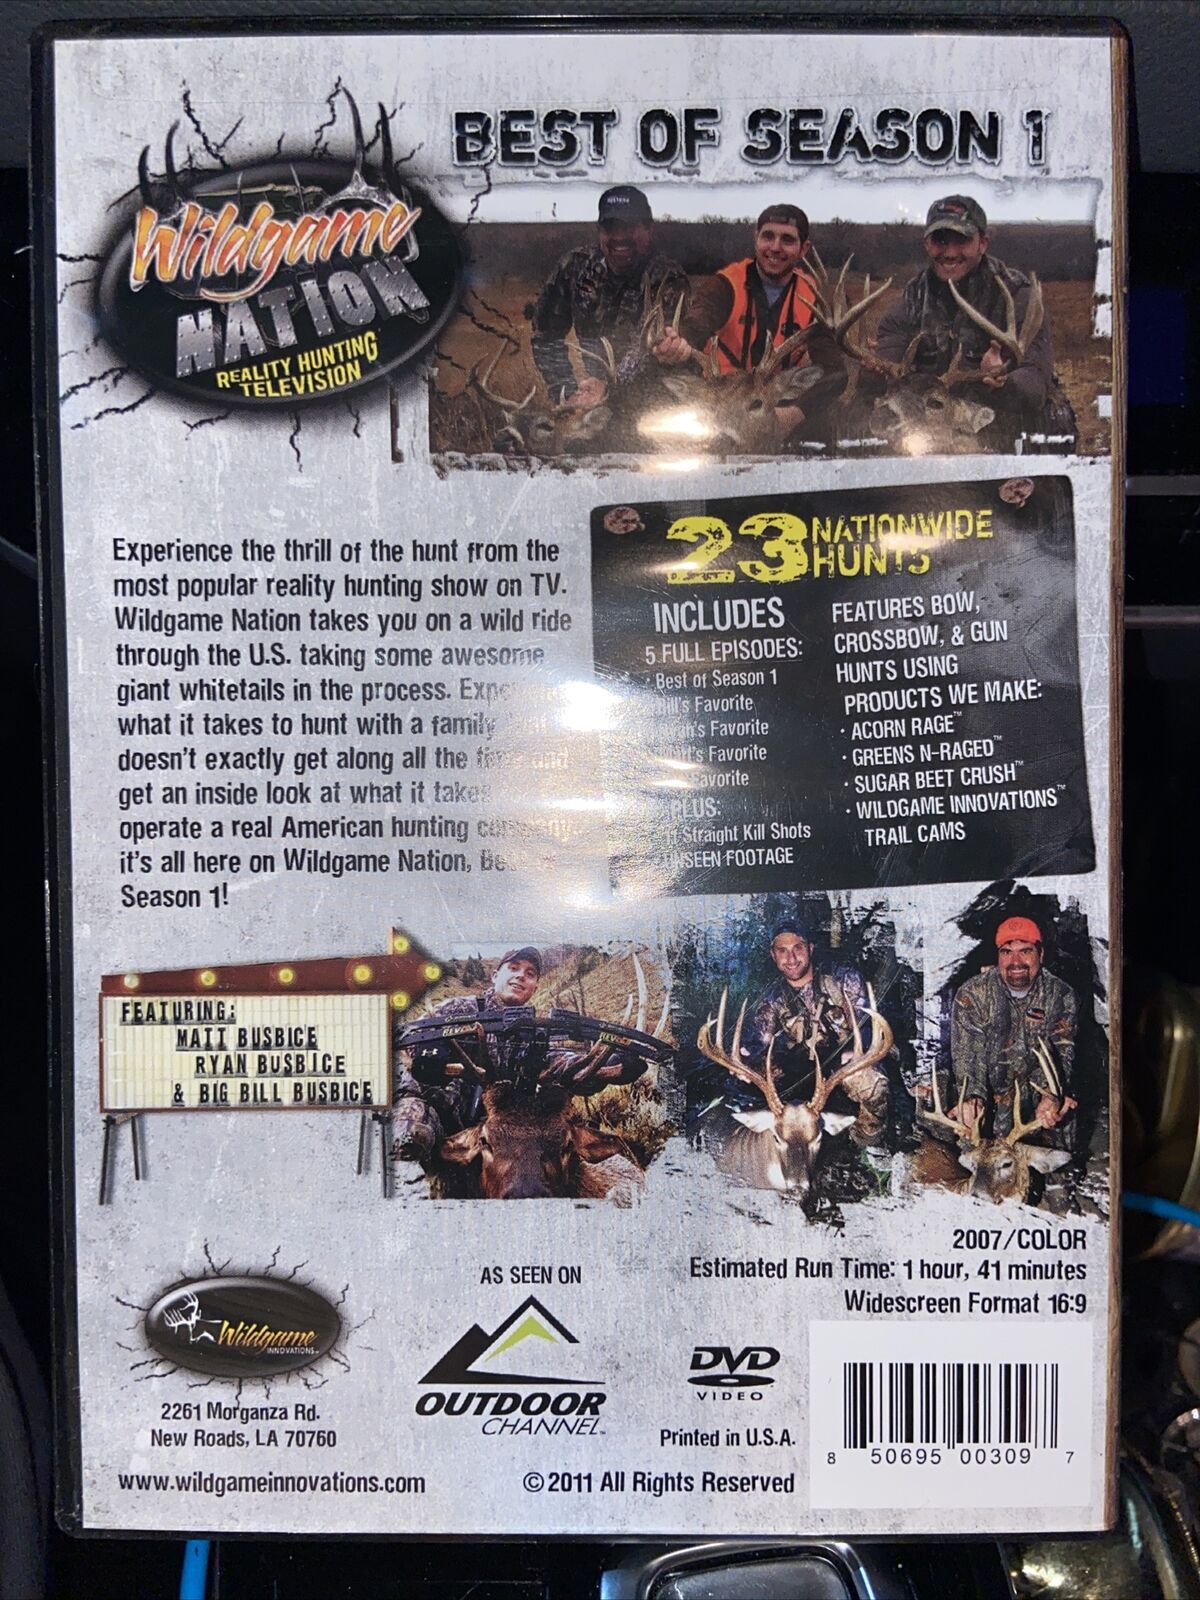 Wildgame
NATION
REALITY HUNTING
TELEVISION
BEST OF SEASON 1
Experience the thrill of the hunt from the
most popular reality hunting show on TV.
Wildgame Nation takes you on a wild ride
through the U.S. taking some awesome
giant whitetails in the process.
what it takes to hunt with a family
doesn't exactly get along all the
get an inside look at what it takes
operate a real American hunting
it's all here on Wildgame Nation,
Season 1!
23 NATIONWIDE
HUNTS
INCLUDES
5 FULL EPISODES:
· Best of Season 1
Favorite
Favorite
Favorite
Favorite
PLUS:
Straight Kill Shots
UNSEEN FOOTAGE
FEATURES BOW,
CROSSBOW, & GUN
HUNTS USING
PRODUCTS WE MAKE:
· ACORN RAGE™
· GREENS N-RAGED™
· SUGAR BEET CRUSH™
· WILDGAME INNOVATIONS™
TRAIL CAMS
FEATURING:
MATT BUSBICE
RYAN BUSBICE
& BIG BILL BUSBICE
2007/COLOR
Estimated Run Time: 1 hour, 41 minutes
Widescreen Format 16:9
Wildgame
INNOVATIONS
2261 Morganza Rd.
New Roads, LA 70760
www.wildgameinnovations.com
AS SEEN ON
OUTDOOR
CHANNEL™
DVD
VIDEO
Printed in U.S.A.
© 2011 All Rights Reserved
8 50695 00309 7